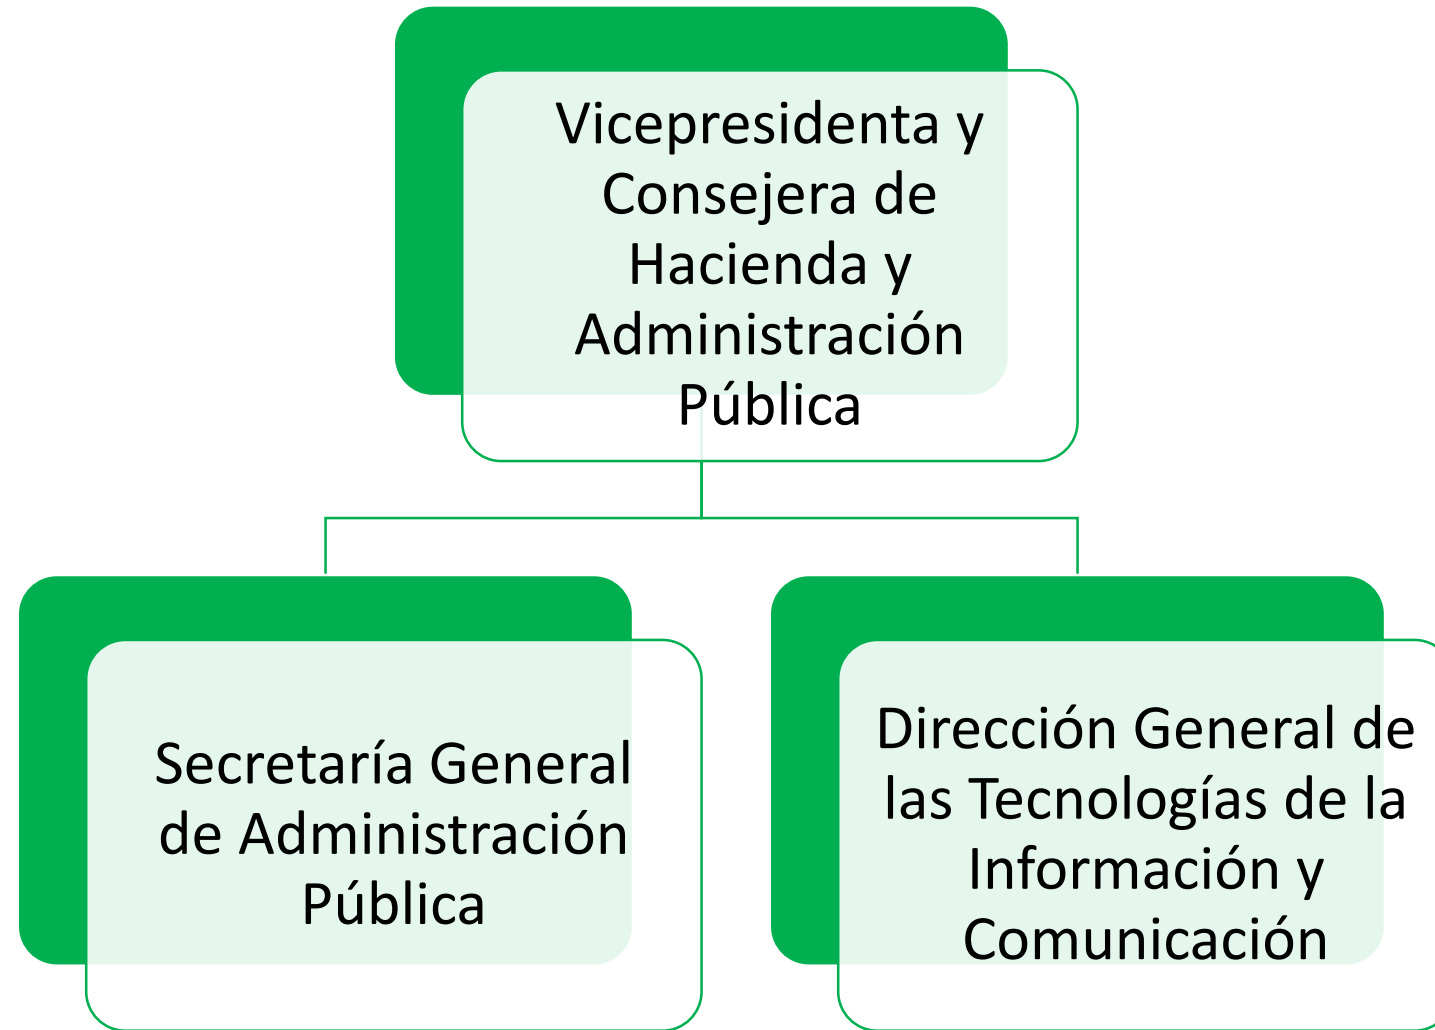 Vicepresidenta y
Consejera de
Hacienda y
Administración
Pública
Secretaría General
de Administración
Pública
Dirección General de
las Tecnologías de la
Información y
Comunicación